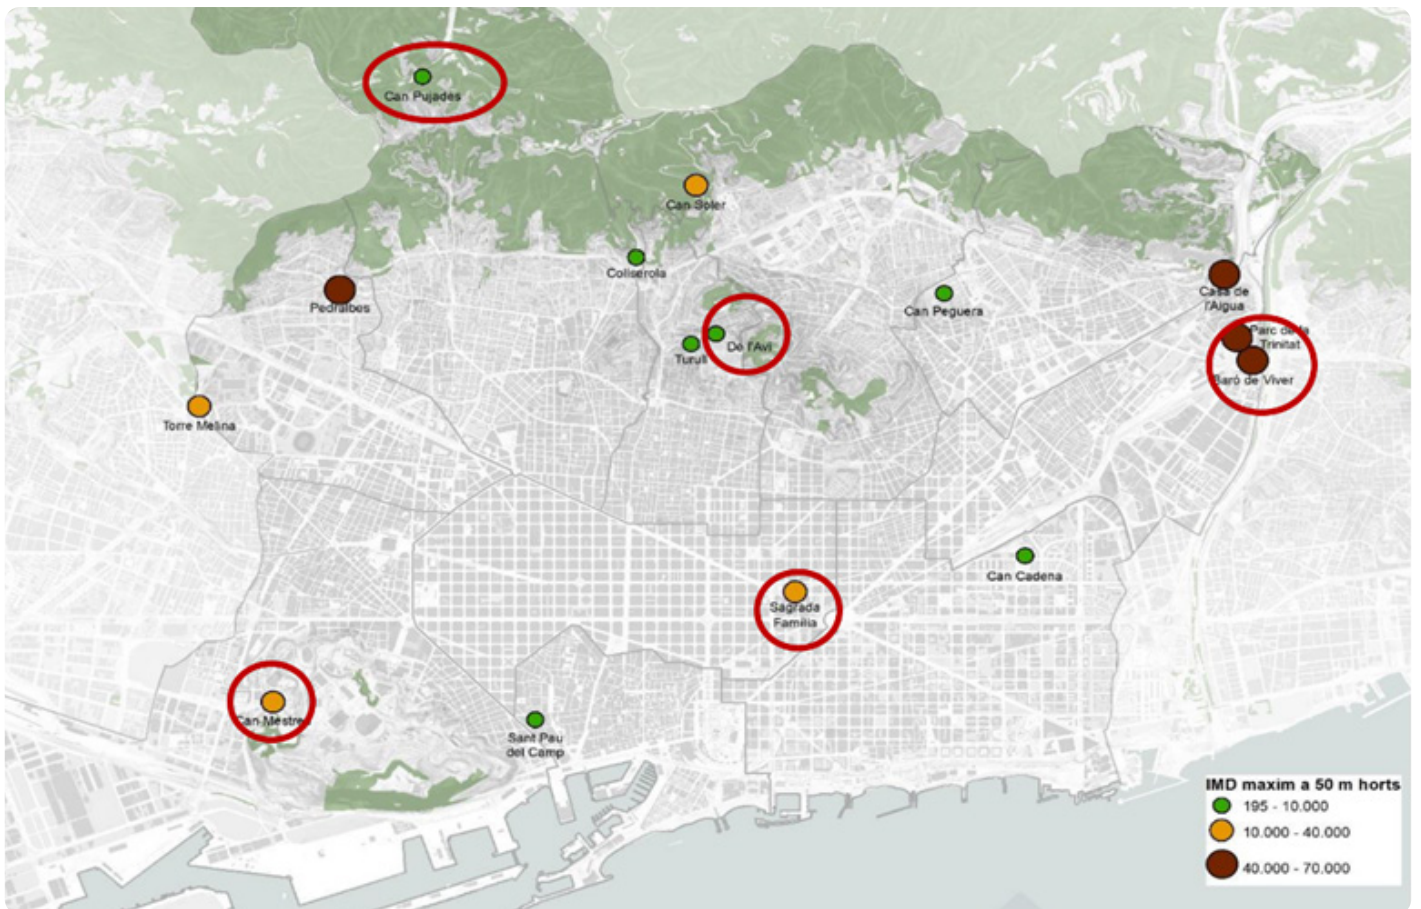 Can Pujades
Can Soler
Coliserola
Pedralbes
Casa de
l'Aigua
Can Peguera
Parc de la
Trinitat
De l'Avi
Turull
Baró de Viver
Torre Melina
Can Cadena
Sagrada
Família
Can Mestres
Sant Pau
del Camp
IMD maxim a 50 m horts
195 - 10.000
10.000 - 40.000
40.000 - 70.000